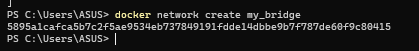 ]
PS C:\Users\ASUS> docker network create my_bridge
5895a1cafca5b7c2f5ae9534eb737849191fdde14dbbe9b7f787de60f9c80415
PS C:\Users\ASUS>